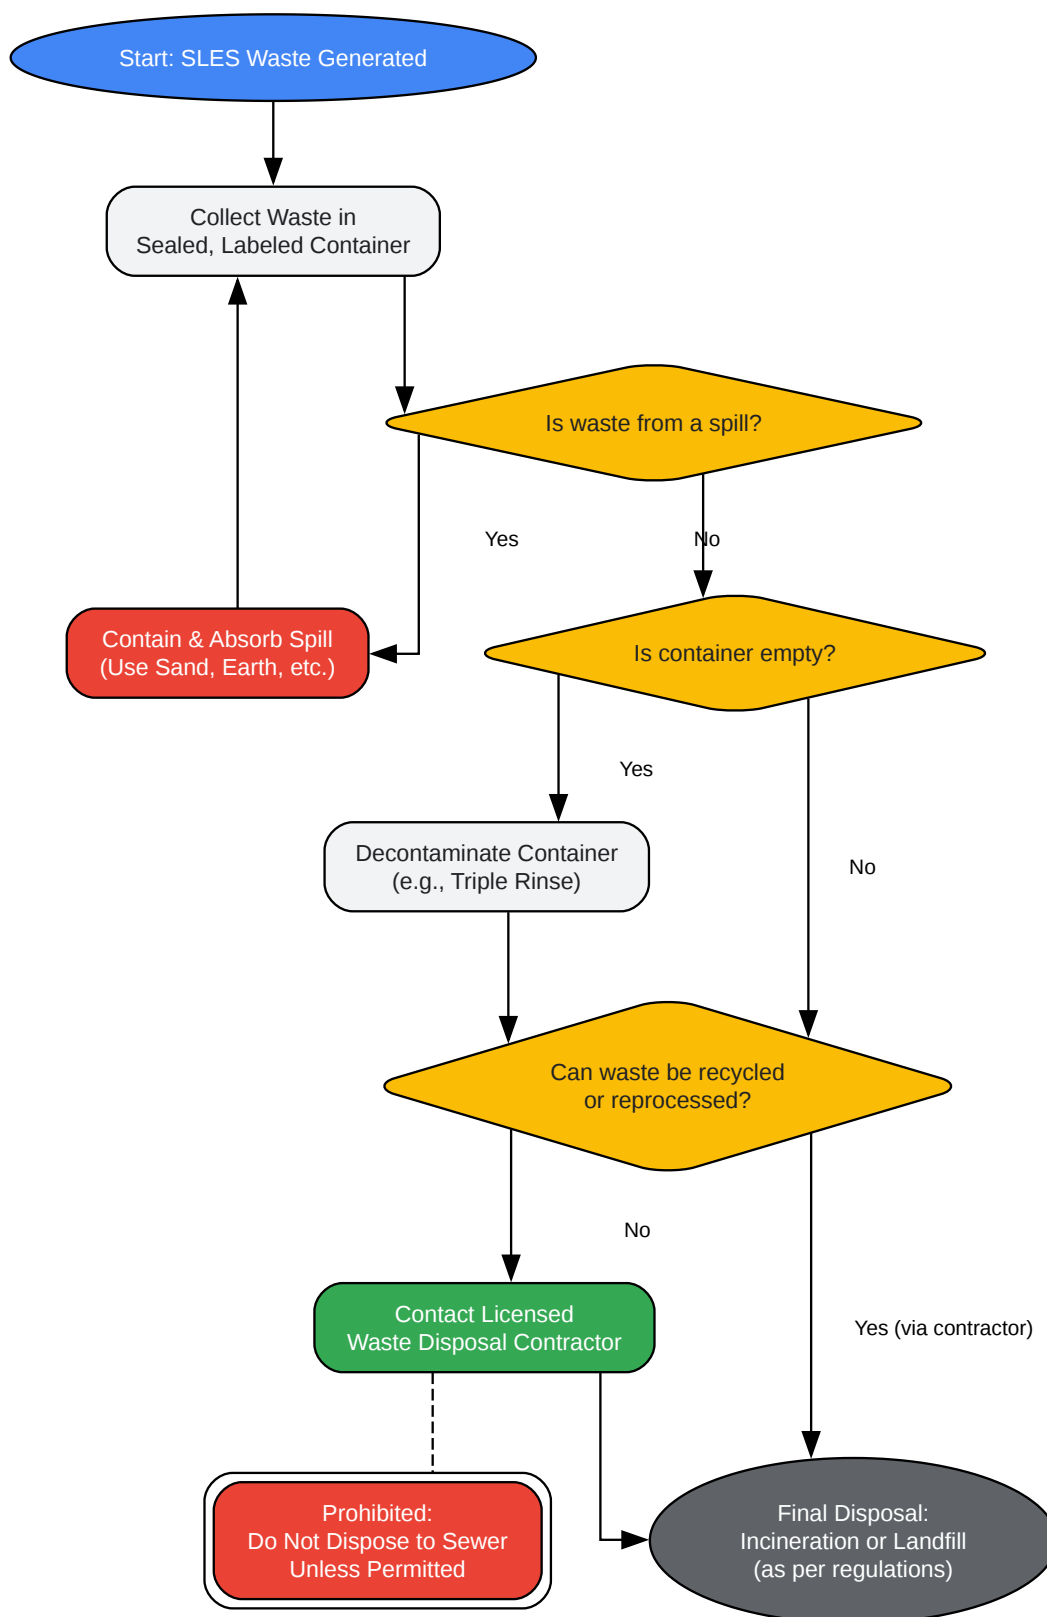 Start: SLES Waste Generated
Collect Waste in
Sealed, Labeled Container
Is waste from a spill?
Yes
No
Contain & Absorb Spill
(Use Sand, Earth, etc.)
Is container empty?
Yes
Decontaminate Container
(e.g., Triple Rinse)
No
Can waste be recycled
or reprocessed?
No
Contact Licensed
Waste Disposal Contractor
Yes (via contractor)
Prohibited:
Do Not Dispose to Sewer
Unless Permitted
Final Disposal:
Incineration or Landfill
(as per regulations)